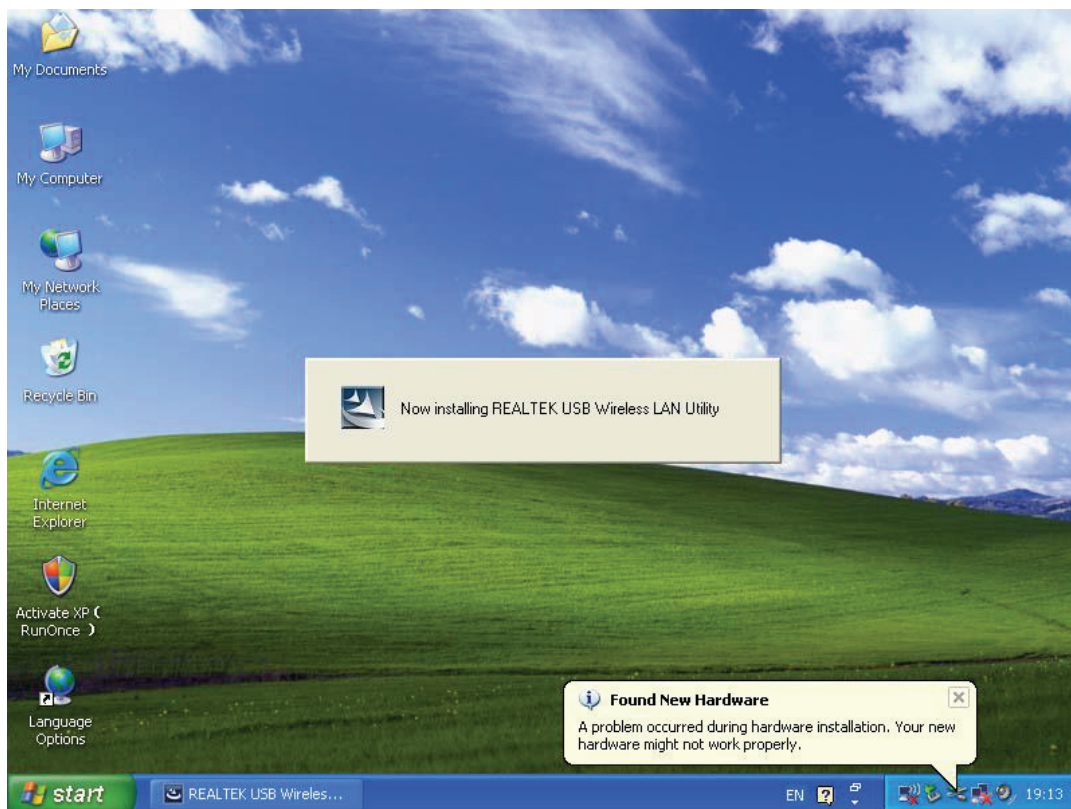 My Documents
My Computer
My Network
Places
Recycle Bin
Internet
Explorer
Activate XP (
RunOnce )
Language
Options
Now installing REALTEK USB Wireless LAN Utility
Found New Hardware
A problem occurred during hardware installation. Your new
hardware might not work properly.
start
REALTEK USB Wireles...
EN
19:13